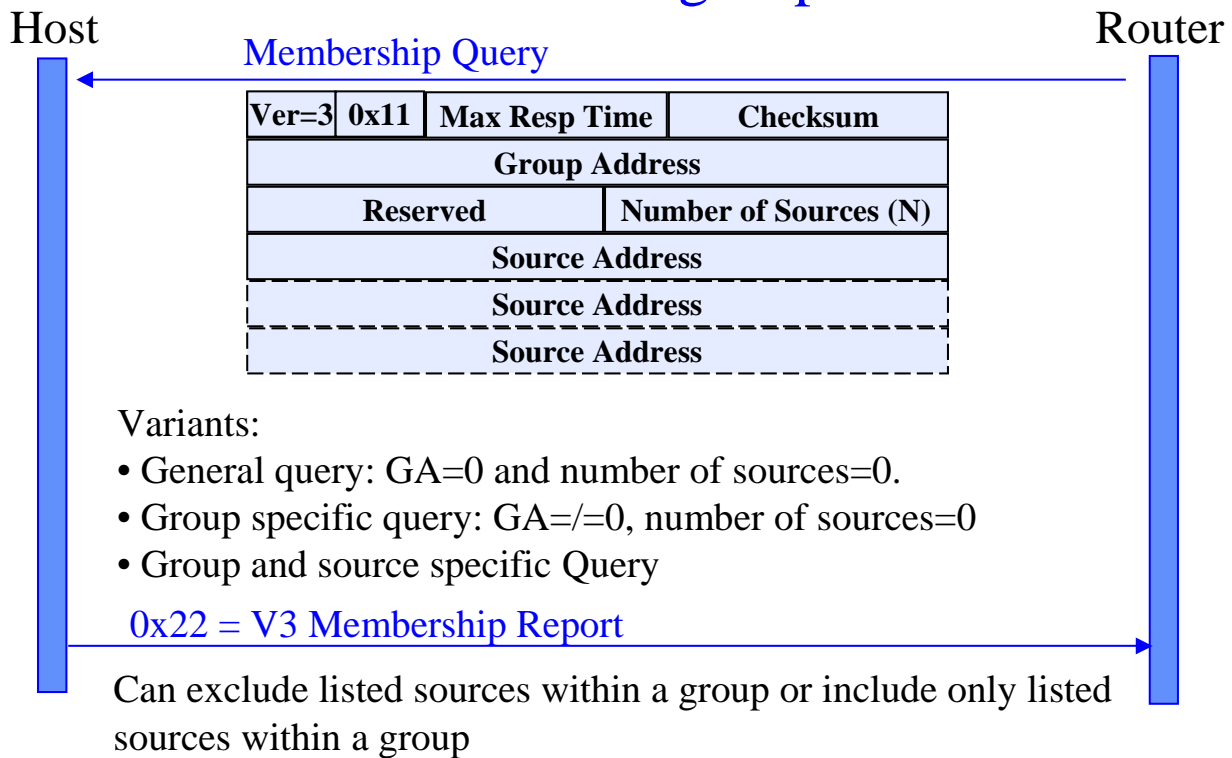 Host
Router
Membership Query
Ver=3 0x11 Max Resp Time Checksum
Group Address
Reserved Number of Sources (N)
Source Address
Source Address
Source Address
Variants:
• General query: GA=0 and number of sources=0.
• Group specific query: GA=/=0, number of sources=0
• Group and source specific Query
0x22 = V3 Membership Report
Can exclude listed sources within a group or include only listed
sources within a group